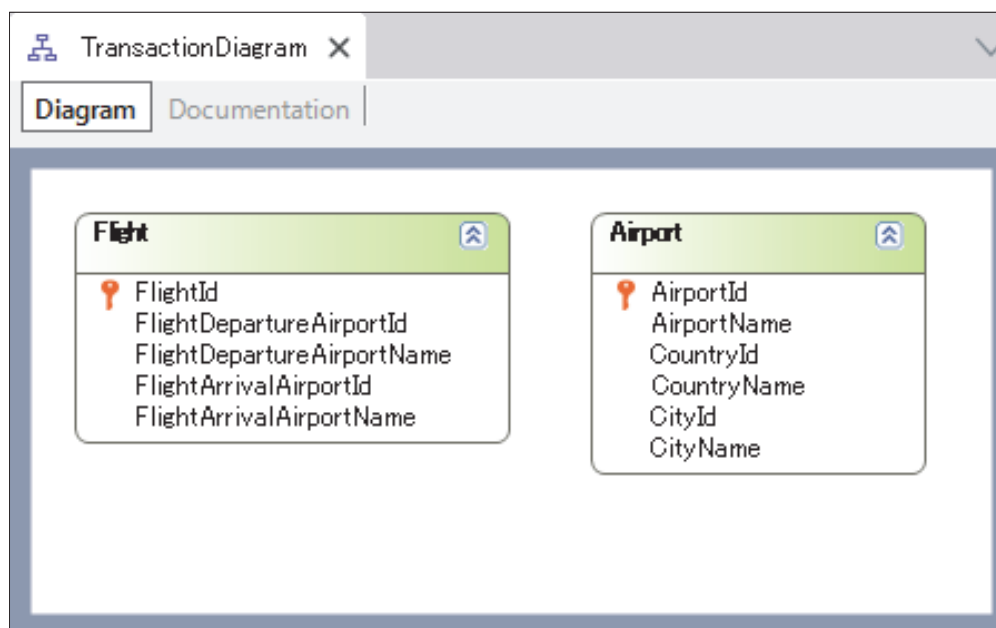 TransactionDiagram
Diagram Documentation
Flight
FlightId
FlightDepartureAirportId
FlightDepartureAirportName
FlightArrivalAirportId
FlightArrivalAirportName
Airport
AirportId
AirportName
CountryId
CountryName
CityId
CityName